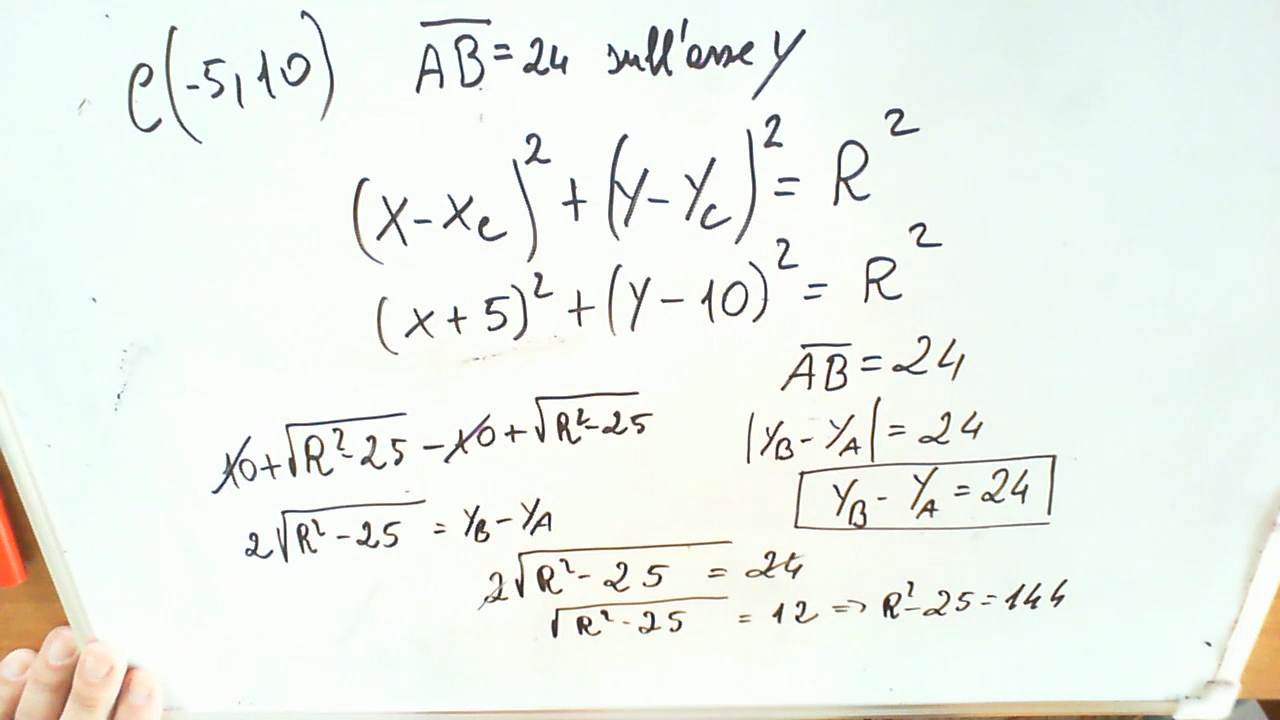 C(-5,10) AB=24 sull'asse y
(x-xc)²+(y-yc)²=R²
(x+5)²+(y-10)²=R²
AB=24
10+√R²-25-10+√R²-25
|yB-yA|=24
yB-yA=24
2√R²-25=yB-yA
2√R²-25=24
√R²-25=12⇒R²-25=144